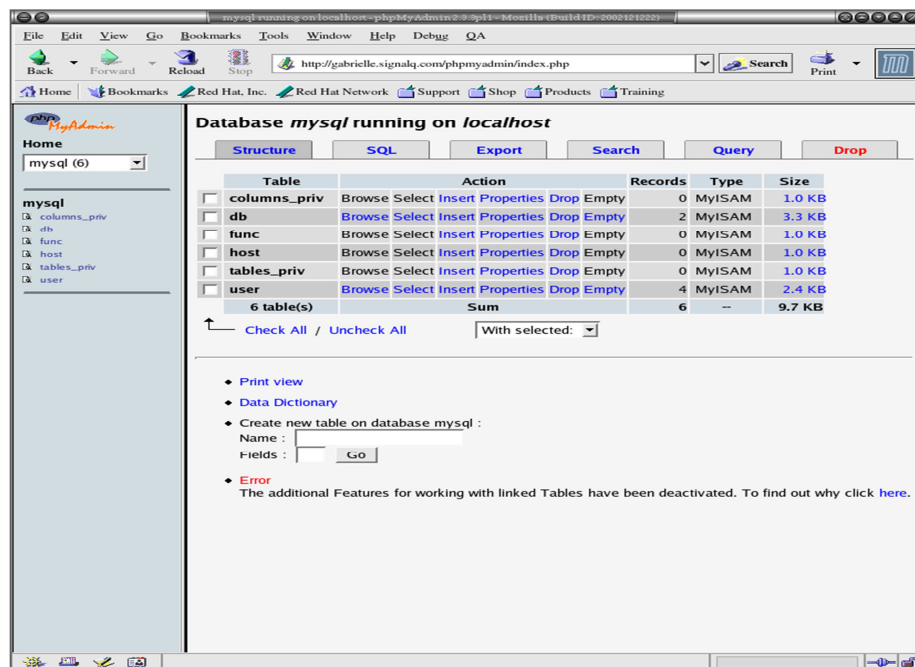 mysql running on localhost - phpMyAdmin 2.3.3pl1 - Mozilla {Build ID: 2002121222}
File Edit View Go Bookmarks Tools Window Help Debug QA
Back Forward Reload Stop http://gabrielle.signalq.com/phpmyadmin/index.php Search Print
Home Bookmarks Red Hat, Inc. Red Hat Network Support Shop Products Training
php MyAdmin
Home
mysql (6)
mysql
columns_priv
db
func
host
tables_priv
user
Database mysql running on localhost
Structure SQL Export Search Query Drop
Table Action Records Type Size
columns_priv Browse Select Insert Properties Drop Empty 0 MyISAM 1.0 KB
db Browse Select Insert Properties Drop Empty 2 MyISAM 3.3 KB
func Browse Select Insert Properties Drop Empty 0 MyISAM 1.0 KB
host Browse Select Insert Properties Drop Empty 0 MyISAM 1.0 KB
tables_priv Browse Select Insert Properties Drop Empty 0 MyISAM 1.0 KB
user Browse Select Insert Properties Drop Empty 4 MyISAM 2.4 KB
6 table(s) Sum 6 -- 9.7 KB
Check All / Uncheck All With selected:
Print view
Data Dictionary
Create new table on database mysql :
Name :
Fields : Go
Error
The additional Features for working with linked Tables have been deactivated. To find out why click here.